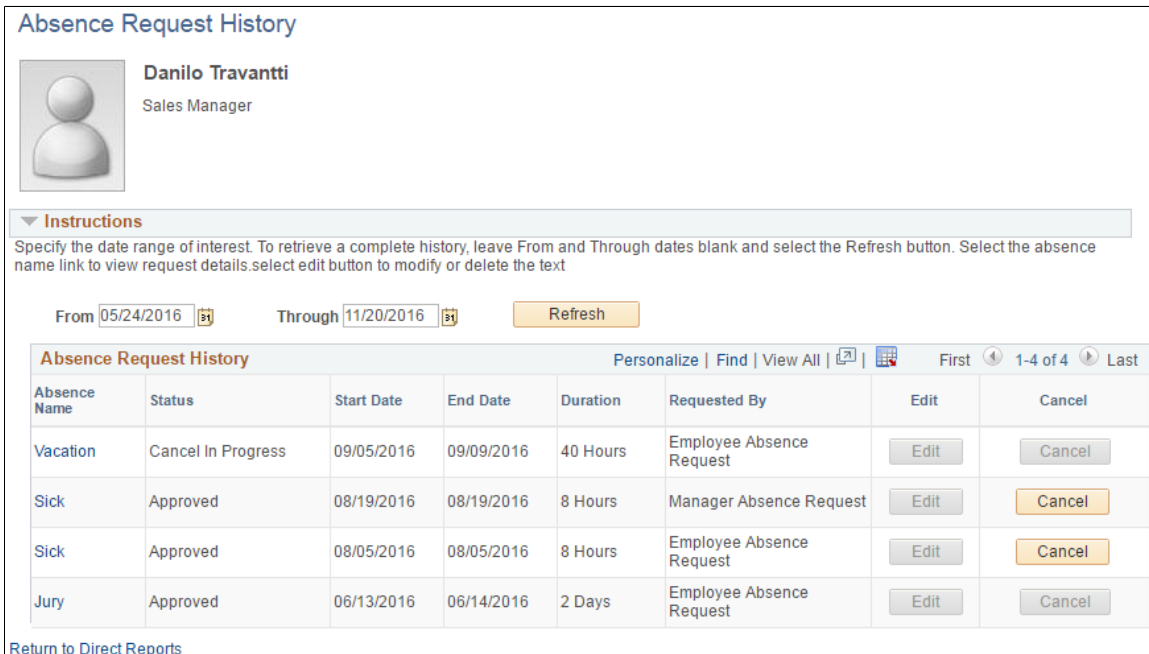 Absence Request History
Danilo Travantti
Sales Manager
Instructions
Specify the date range of interest. To retrieve a complete history, leave From and Through dates blank and select the Refresh button. Select the absence
name link to view request details.select edit button to modify or delete the text
From 05/24/2016 31 Through 11/20/2016 31 Refresh
Absence Request History Personalize | Find | View All | | First 1-4 of 4 Last
Absence
Name Status Start Date End Date Duration Requested By Edit Cancel
Vacation Cancel In Progress 09/05/2016 09/09/2016 40 Hours Employee Absence
Request Edit Cancel
Sick Approved 08/19/2016 08/19/2016 8 Hours Manager Absence Request Edit Cancel
Sick Approved 08/05/2016 08/05/2016 8 Hours Employee Absence
Request Edit Cancel
Jury Approved 06/13/2016 06/14/2016 2 Days Employee Absence
Request Edit Cancel
Return to Direct Reports